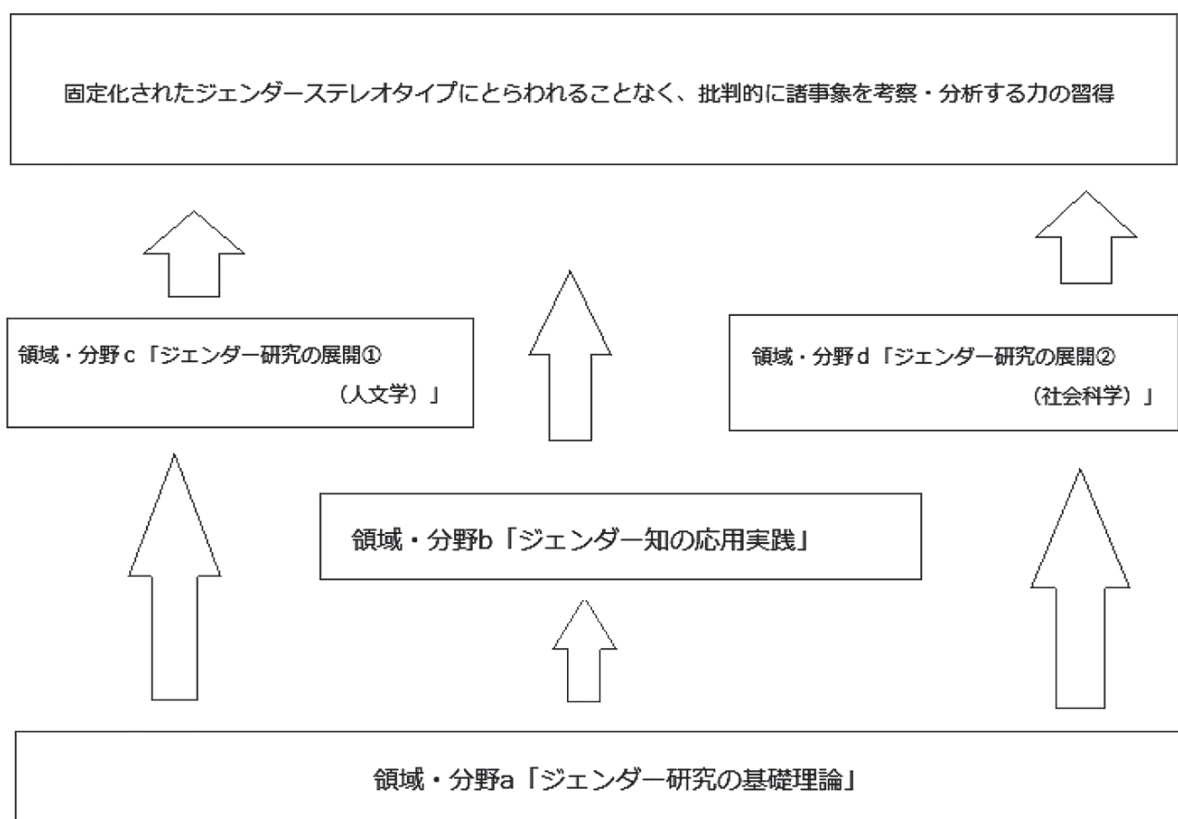 固定化されたジェンダーステレオタイプにとらわれることなく、批判的に諸事象を考察・分析する力の習得
領域・分野ｃ「ジェンダー研究の展開①
（人文学）」
領域・分野ｄ「ジェンダー研究の展開②
（社会科学）」
領域・分野b「ジェンダー知の応用実践」
領域・分野a「ジェンダー研究の基礎理論」